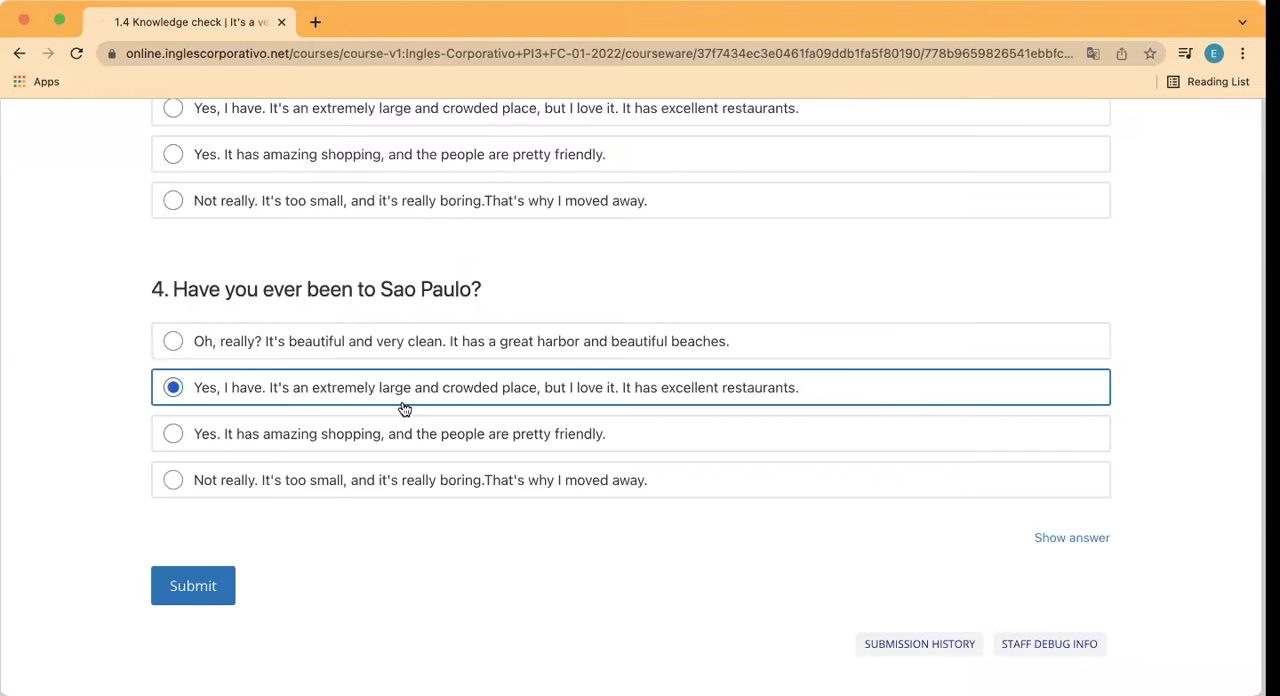 1.4 Knowledge check | It's a ve
online.inglescorporativo.net/courses/course-v1:Ingles-Corporativo+PI3+FC-01-2022/courseware/37f7434ec3e0461fa09ddb1fa5f80190/778b9659826541ebbfc...
E
Apps
Reading List
Yes, I have. It's an extremely large and crowded place, but I love it. It has excellent restaurants.
Yes. It has amazing shopping, and the people are pretty friendly.
Not really. It's too small, and it's really boring.That's why I moved away.
4. Have you ever been to Sao Paulo?
Oh, really? It's beautiful and very clean. It has a great harbor and beautiful beaches.
Yes, I have. It's an extremely large and crowded place, but I love it. It has excellent restaurants.
Yes. It has amazing shopping, and the people are pretty friendly.
Not really. It's too small, and it's really boring.That's why I moved away.
Show answer
Submit
SUBMISSION HISTORY
STAFF DEBUG INFO